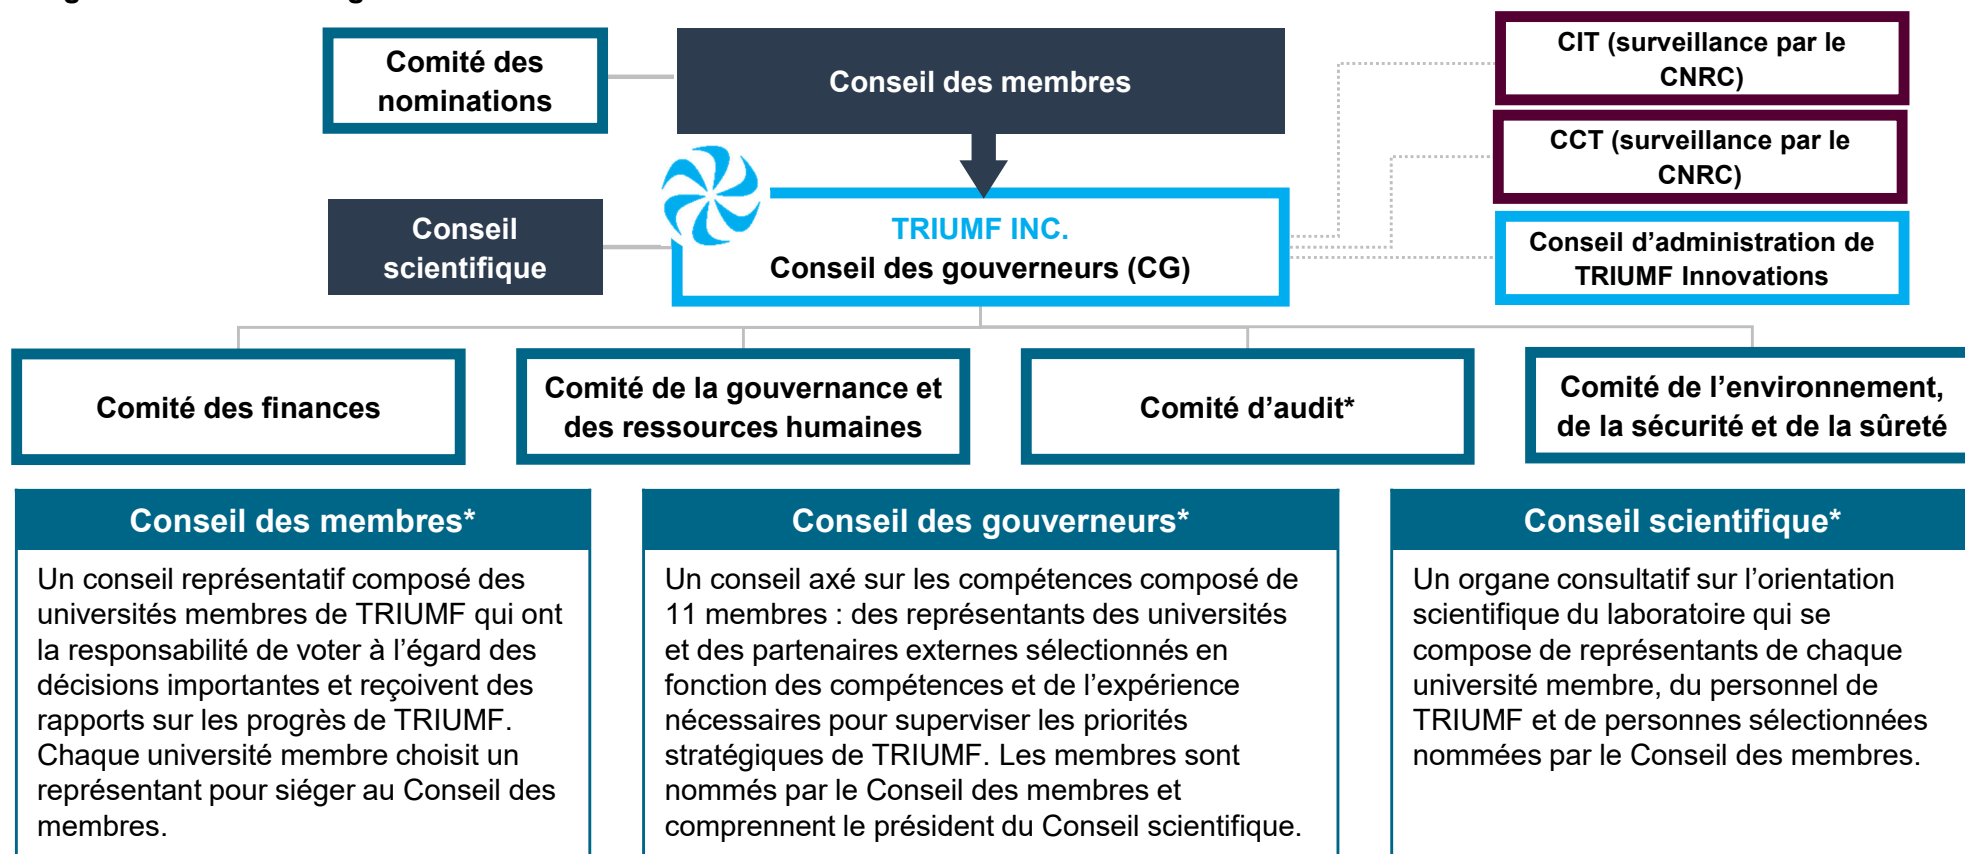 Comité des
nominations
Conseil des membres
CIT (surveillance par le
CNRC)
CCT (surveillance par le
CNRC)
Conseil
scientifique
TRIUMF INC.
Conseil des gouverneurs (CG)
Conseil d’administration de
TRIUMF Innovations
Comité des finances
Comité de la gouvernance et
des ressources humaines
Comité d’audit*
Comité de l’environnement,
de la sécurité et de la sûreté
Conseil des membres*
Un conseil représentatif composé des
universités membres de TRIUMF qui ont
la responsabilité de voter à l’égard des
décisions importantes et reçoivent des
rapports sur les progrès de TRIUMF.
Chaque université membre choisit un
représentant pour siéger au Conseil des
membres.
Conseil des gouverneurs*
Un conseil axé sur les compétences composé de
11 membres : des représentants des universités
et des partenaires externes sélectionnés en
fonction des compétences et de l’expérience
nécessaires pour superviser les priorités
stratégiques de TRIUMF. Les membres sont
nommés par le Conseil des membres et
comprennent le président du Conseil scientifique.
Conseil scientifique*
Un organe consultatif sur l’orientation
scientifique du laboratoire qui se
compose de représentants de chaque
université membre, du personnel de
TRIUMF et de personnes sélectionnées
nommées par le Conseil des membres.